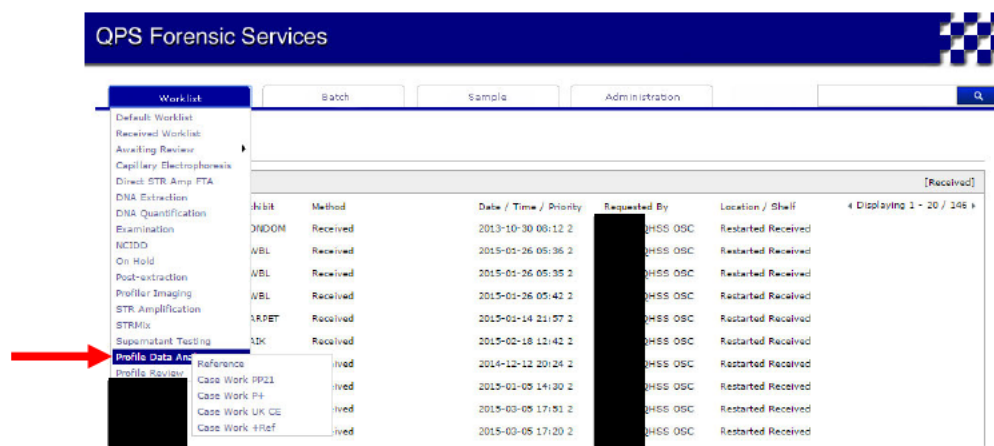 QPS Forensic Services
Worklist Batch Sample Administration
Default Worklist
Received Worklist
Awaiting Review
Capillary Electrophoresis
Direct STR Amp FTA
[Received]
DNA Extraction
DNA Quantification
Examination
NCIDD
On Hold
Post-extraction
Profiler Imaging
STR Amplification
STRMix
Supernatant Testing
Profile Data Ana
Profile Review
Reference
Case Work PP21
Case Work P+
Case Work UK CE
Case Work +Ref
xhibit Method Date / Time / Priority Requested By Location / Shelf Displaying 1 - 20 / 146
ONDOM Received 2013-10-30 08:12 2 QHSS OSC Restarted Received
WBL Received 2015-01-26 05:36 2 QHSS OSC Restarted Received
WBL Received 2015-01-26 05:35 2 QHSS OSC Restarted Received
WBL Received 2015-01-26 05:42 2 QHSS OSC Restarted Received
ARPET Received 2015-01-14 21:57 2 QHSS OSC Restarted Received
AIK Received 2015-02-18 12:42 2 QHSS OSC Restarted Received
ived 2014-12-12 20:24 2 QHSS OSC Restarted Received
ived 2015-01-05 14:30 2 QHSS OSC Restarted Received
ived 2015-03-05 17:51 2 QHSS OSC Restarted Received
ived 2015-03-05 17:20 2 QHSS OSC Restarted Received